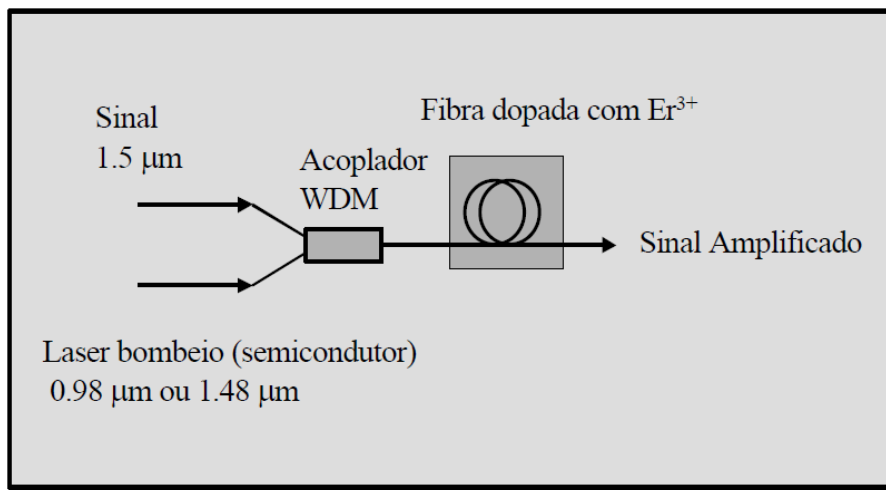 Sinal
1.5 μm
Fibra dopada com Er³⁺
Acoplador
WDM
Sinal Amplificado
Laser bombeio (semicondutor)
0.98 μm ou 1.48 μm